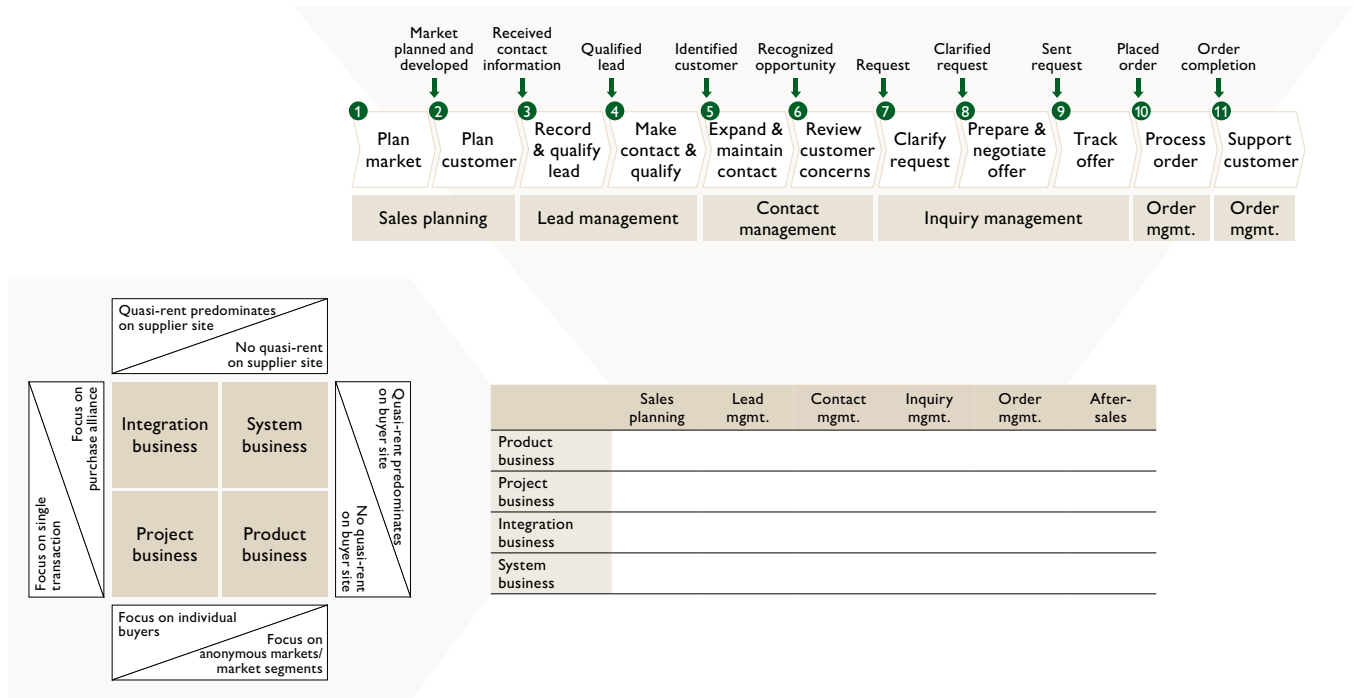 Market
planned and
developed
Received
contact
information
Qualified
lead
Identified
customer
Recognized
opportunity
Request
Clarified
request
Sent
request
Placed
order
Order
completion
1
2
3
4
5
6
7
8
9
10
11
Plan
market
Plan
customer
Record
& qualify
lead
Make
contact &
qualify
Expand &
maintain
contact
Review
customer
concerns
Clarify
request
Prepare &
negotiate
offer
Track
offer
Process
order
Support
customer
Sales planning
Lead management
Contact
management
Inquiry management
Order
mgmt.
Order
mgmt.
Quasi-rent predominates
on supplier site
No quasi-rent
on supplier site
Focus on
purchase alliance
Focus on single
transaction
Integration
business
System
business
Project
business
Product
business
Quasi-rent predominates
on buyer site
No quasi-rent
on buyer site
Focus on individual
buyers
Focus on
anonymous markets/
market segments
Sales
planning
Lead
mgmt.
Contact
mgmt.
Inquiry
mgmt.
Order
mgmt.
After-
sales
Product
business
Project
business
Integration
business
System
business